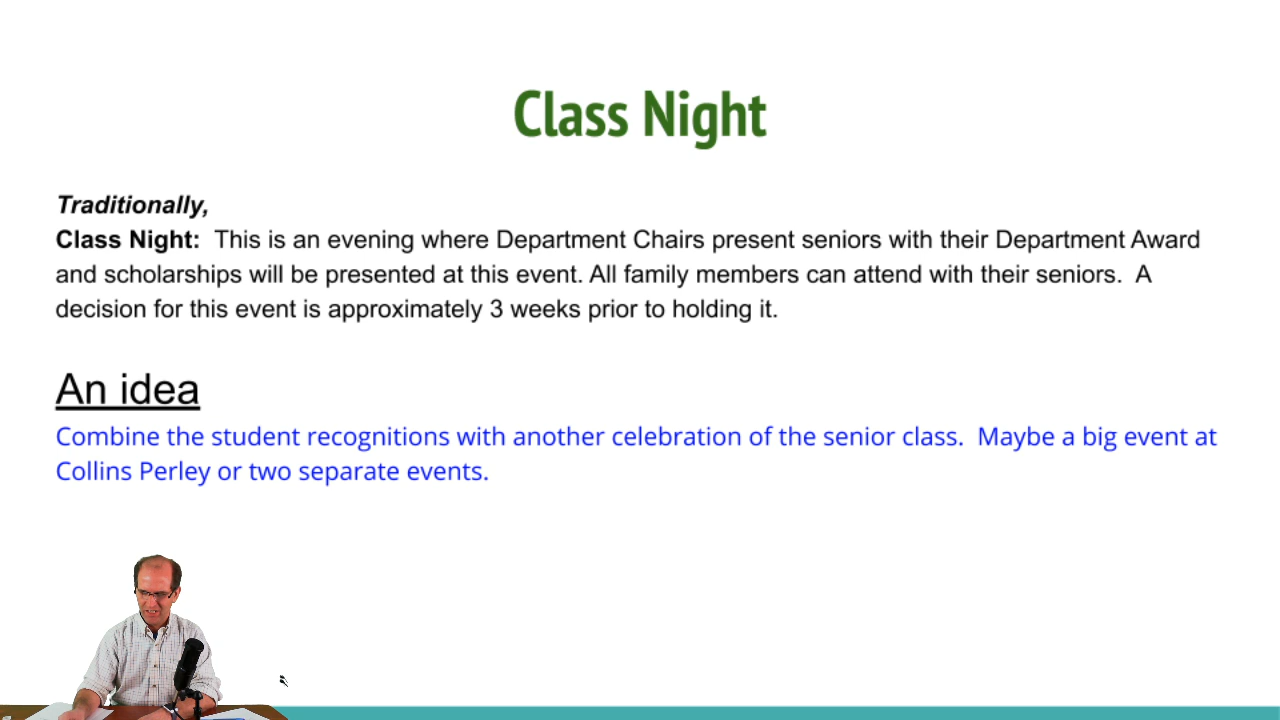 Class Night
Traditionally,
Class Night:  This is an evening where Department Chairs present seniors with their Department Award
and scholarships will be presented at this event. All family members can attend with their seniors.  A
decision for this event is approximately 3 weeks prior to holding it.
An idea
Combine the student recognitions with another celebration of the senior class.  Maybe a big event at
Collins Perley or two separate events.